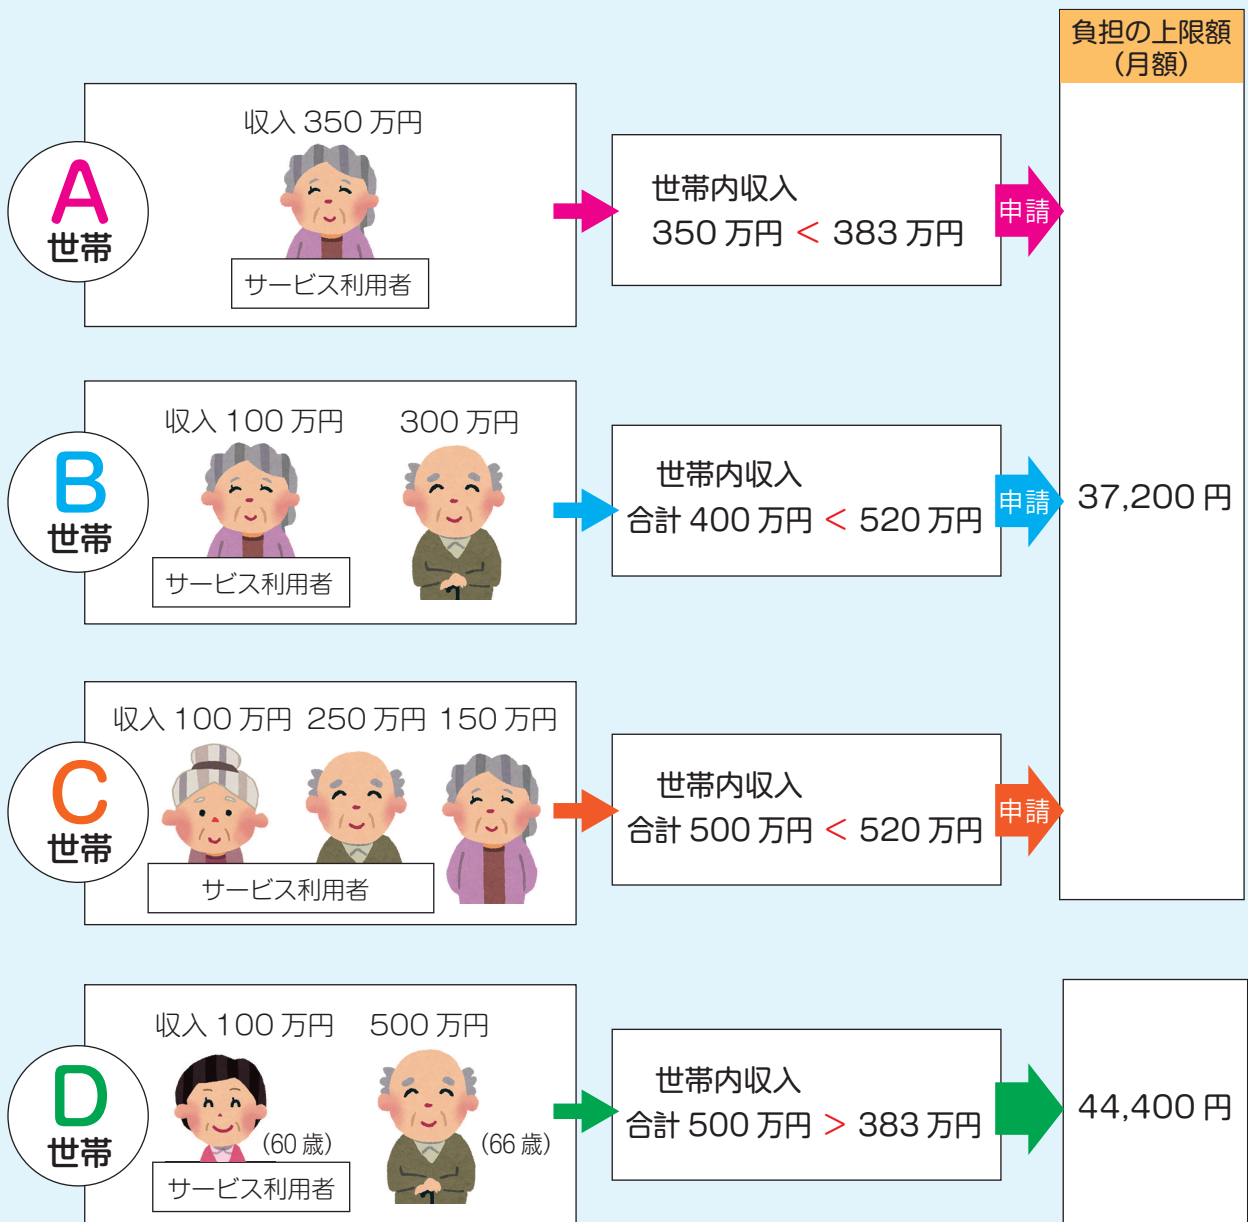 負担の上限額
（月額）
A
世帯
収入 350 万円
サービス利用者
世帯内収入
350 万円 < 383 万円
申請
B
世帯
収入 100 万円 300 万円
サービス利用者
世帯内収入
合計 400 万円 < 520 万円
申請
37,200 円
C
世帯
収入 100 万円 250 万円 150 万円
サービス利用者
世帯内収入
合計 500 万円 < 520 万円
申請
D
世帯
収入 100 万円 500 万円
(60 歳) (66 歳)
サービス利用者
世帯内収入
合計 500 万円 > 383 万円
44,400 円